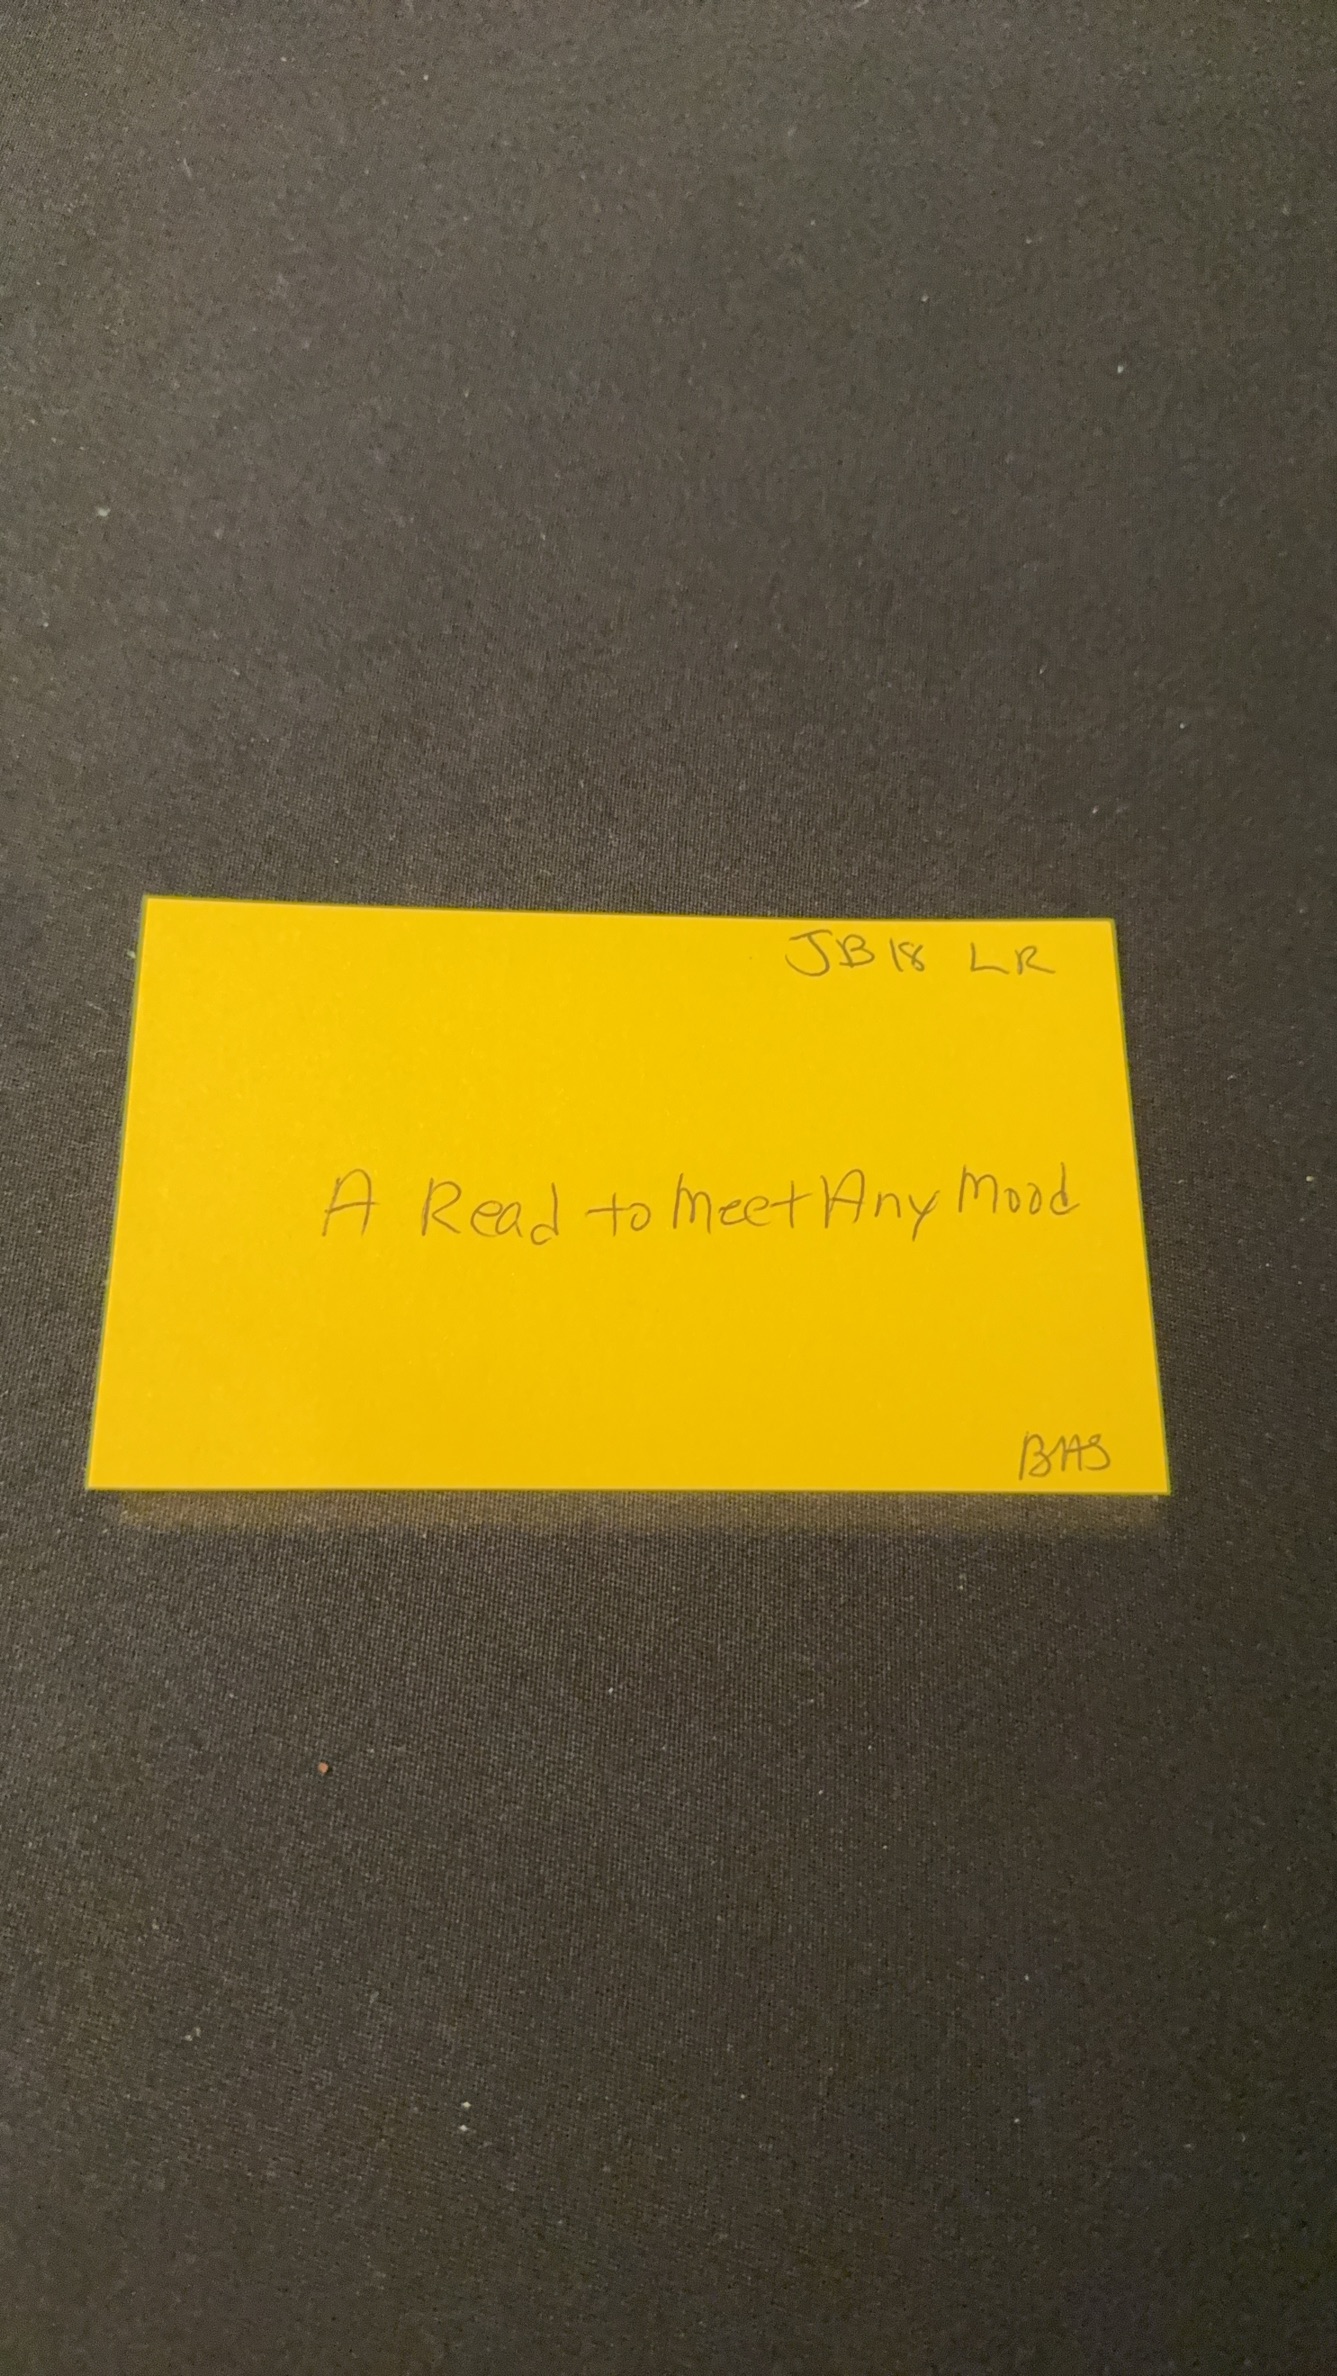 JB18 LR
A Read to Meet Any Mood
BAS